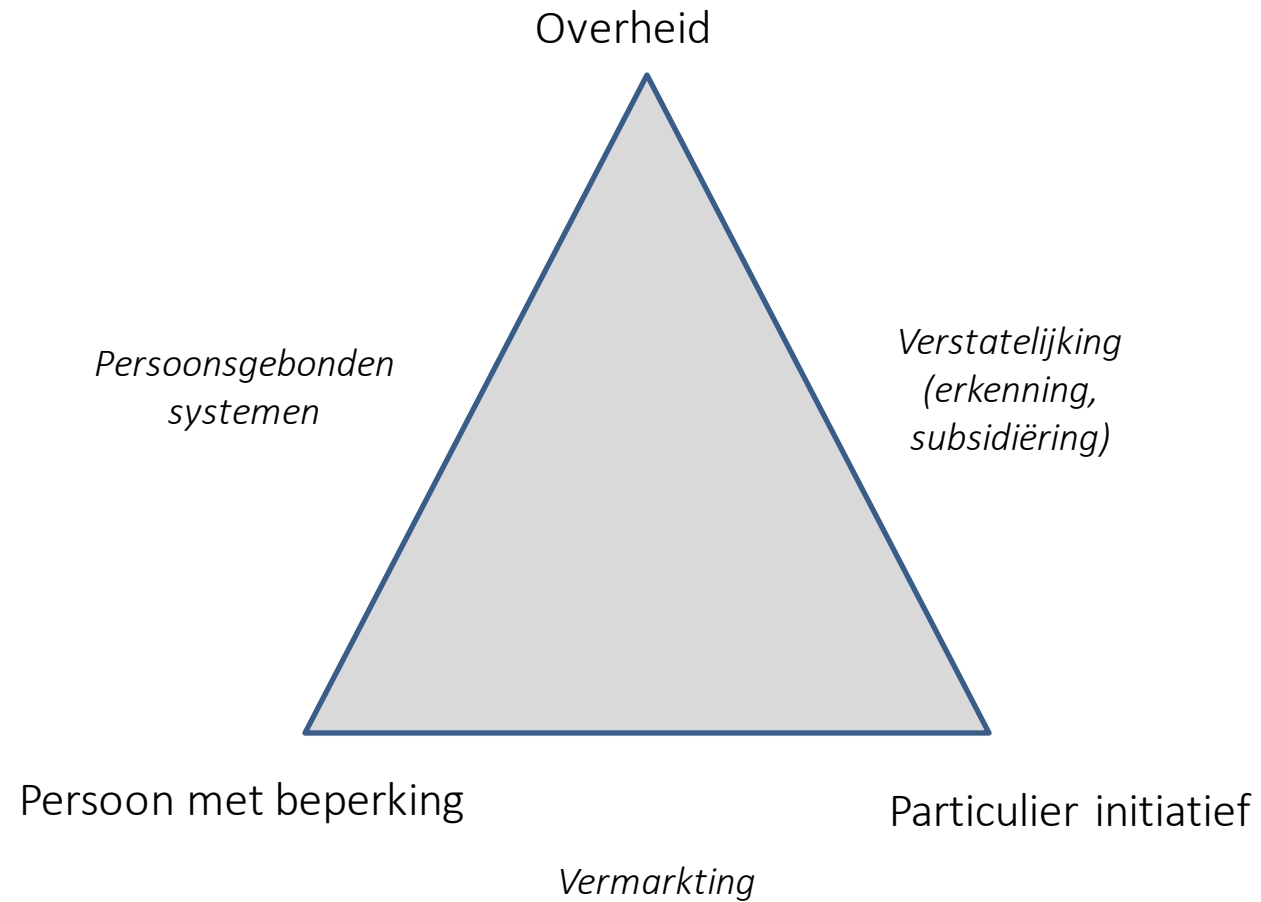 Overheid
Persoonsgebonden
systemen
Verstatelijking
(erkenning,
subsidiëring)
Persoon met beperking
Particulier initiatief
Vermarkting